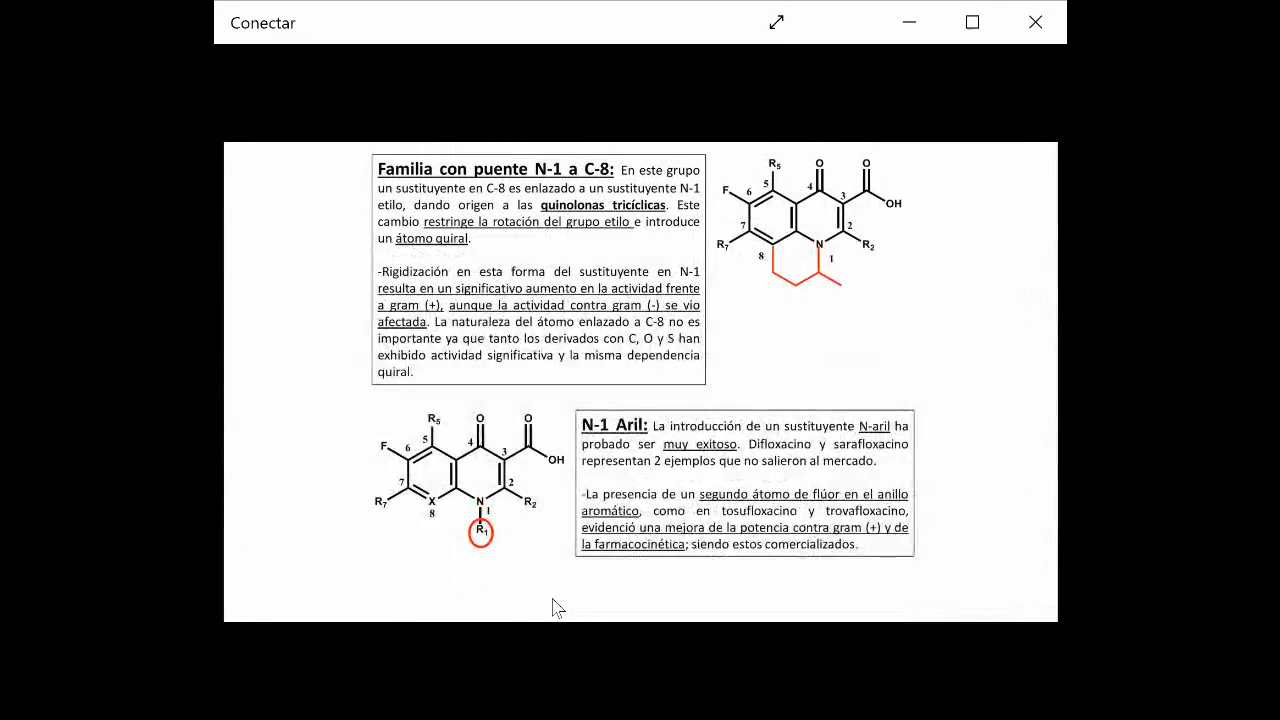 Conectar
Familia con puente N-1 a C-8: En este grupo
un sustituyente en C-8 es enlazado a un sustituyente N-1
etilo, dando origen a las quinolonas tricíclicas. Este
cambio restringe la rotación del grupo etilo e introduce
un átomo quiral.
-Rigidización en esta forma del sustituyente en N-1
resulta en un significativo aumento en la actividad frente
a gram (+), aunque la actividad contra gram (-) se vio
afectada. La naturaleza del átomo enlazado a C-8 no es
importante ya que tanto los derivados con C, O y S han
exhibido actividad significativa y la misma dependencia
quiral.
R5 O O
F 6 5 4 3 OH
7 2
R7 N R2
8 1
R5 O O
F 6 5 4 3 OH
7 2
R7 X N R2
8 1
R1
N-1 Aril: La introducción de un sustituyente N-aril ha
probado ser muy exitoso. Difloxacino y sarafloxacino
representan 2 ejemplos que no salieron al mercado.
-La presencia de un segundo átomo de flúor en el anillo
aromático, como en tosufloxacino y trovafloxacino,
evidenció una mejora de la potencia contra gram (+) y de
la farmacocinética; siendo estos comercializados.